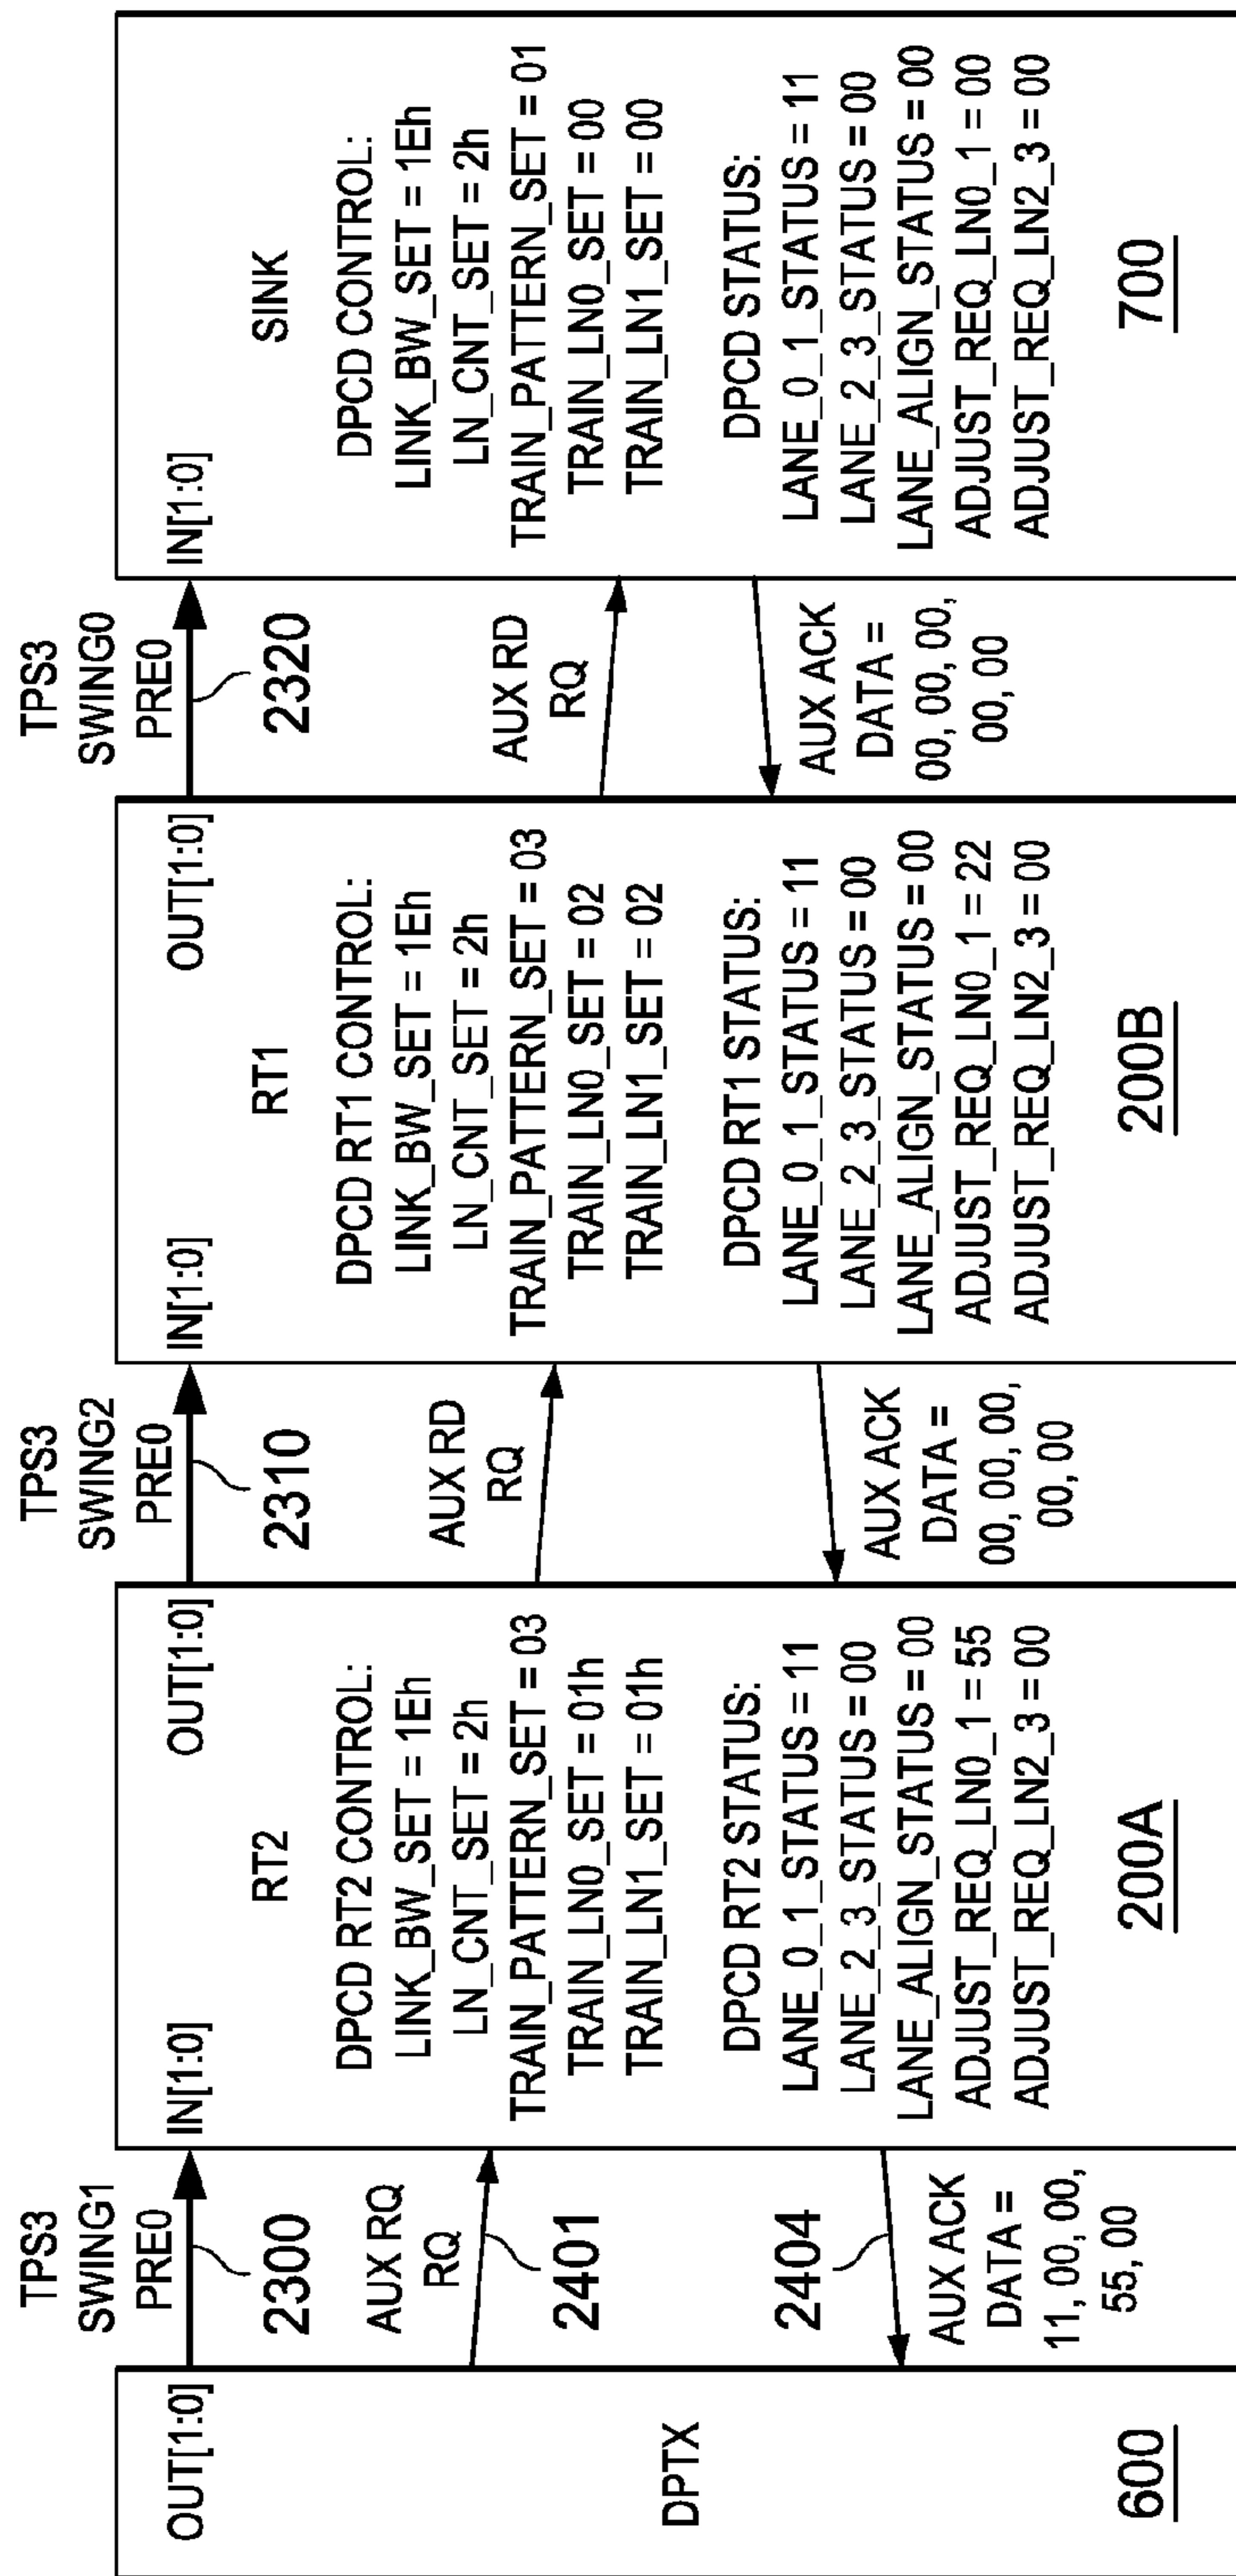 OUT[1:0]
DPTX
600
TPS3
SWING1
PRE0
2300
AUX RQ
RQ
2401
2404
AUX ACK
DATA =
11, 00, 00,
55, 00
IN[1:0]
OUT[1:0]
RT2
DPCD RT2 CONTROL:
LINK_BW_SET = 1Eh
LN_CNT_SET = 2h
TRAIN_PATTERN_SET = 03
TRAIN_LN0_SET = 01h
TRAIN_LN1_SET = 01h
DPCD RT2 STATUS:
LANE_0_1_STATUS = 11
LANE_2_3_STATUS = 00
LANE_ALIGN_STATUS = 00
ADJUST_REQ_LN0_1 = 55
ADJUST_REQ_LN2_3 = 00
200A
TPS3
SWING2
PRE0
2310
AUX RD
RQ
AUX ACK
DATA =
00, 00, 00,
00, 00
IN[1:0]
OUT[1:0]
RT1
DPCD RT1 CONTROL:
LINK_BW_SET = 1Eh
LN_CNT_SET = 2h
TRAIN_PATTERN_SET = 03
TRAIN_LN0_SET = 02
TRAIN_LN1_SET = 02
DPCD RT1 STATUS:
LANE_0_1_STATUS = 11
LANE_2_3_STATUS = 00
LANE_ALIGN_STATUS = 00
ADJUST_REQ_LN0_1 = 22
ADJUST_REQ_LN2_3 = 00
200B
TPS3
SWING0
PRE0
2320
AUX RD
RQ
AUX ACK
DATA =
00, 00, 00,
00, 00
IN[1:0]
SINK
DPCD CONTROL:
LINK_BW_SET = 1Eh
LN_CNT_SET = 2h
TRAIN_PATTERN_SET = 01
TRAIN_LN0_SET = 00
TRAIN_LN1_SET = 00
DPCD STATUS:
LANE_0_1_STATUS = 11
LANE_2_3_STATUS = 00
LANE_ALIGN_STATUS = 00
ADJUST_REQ_LN0_1 = 00
ADJUST_REQ_LN2_3 = 00
700